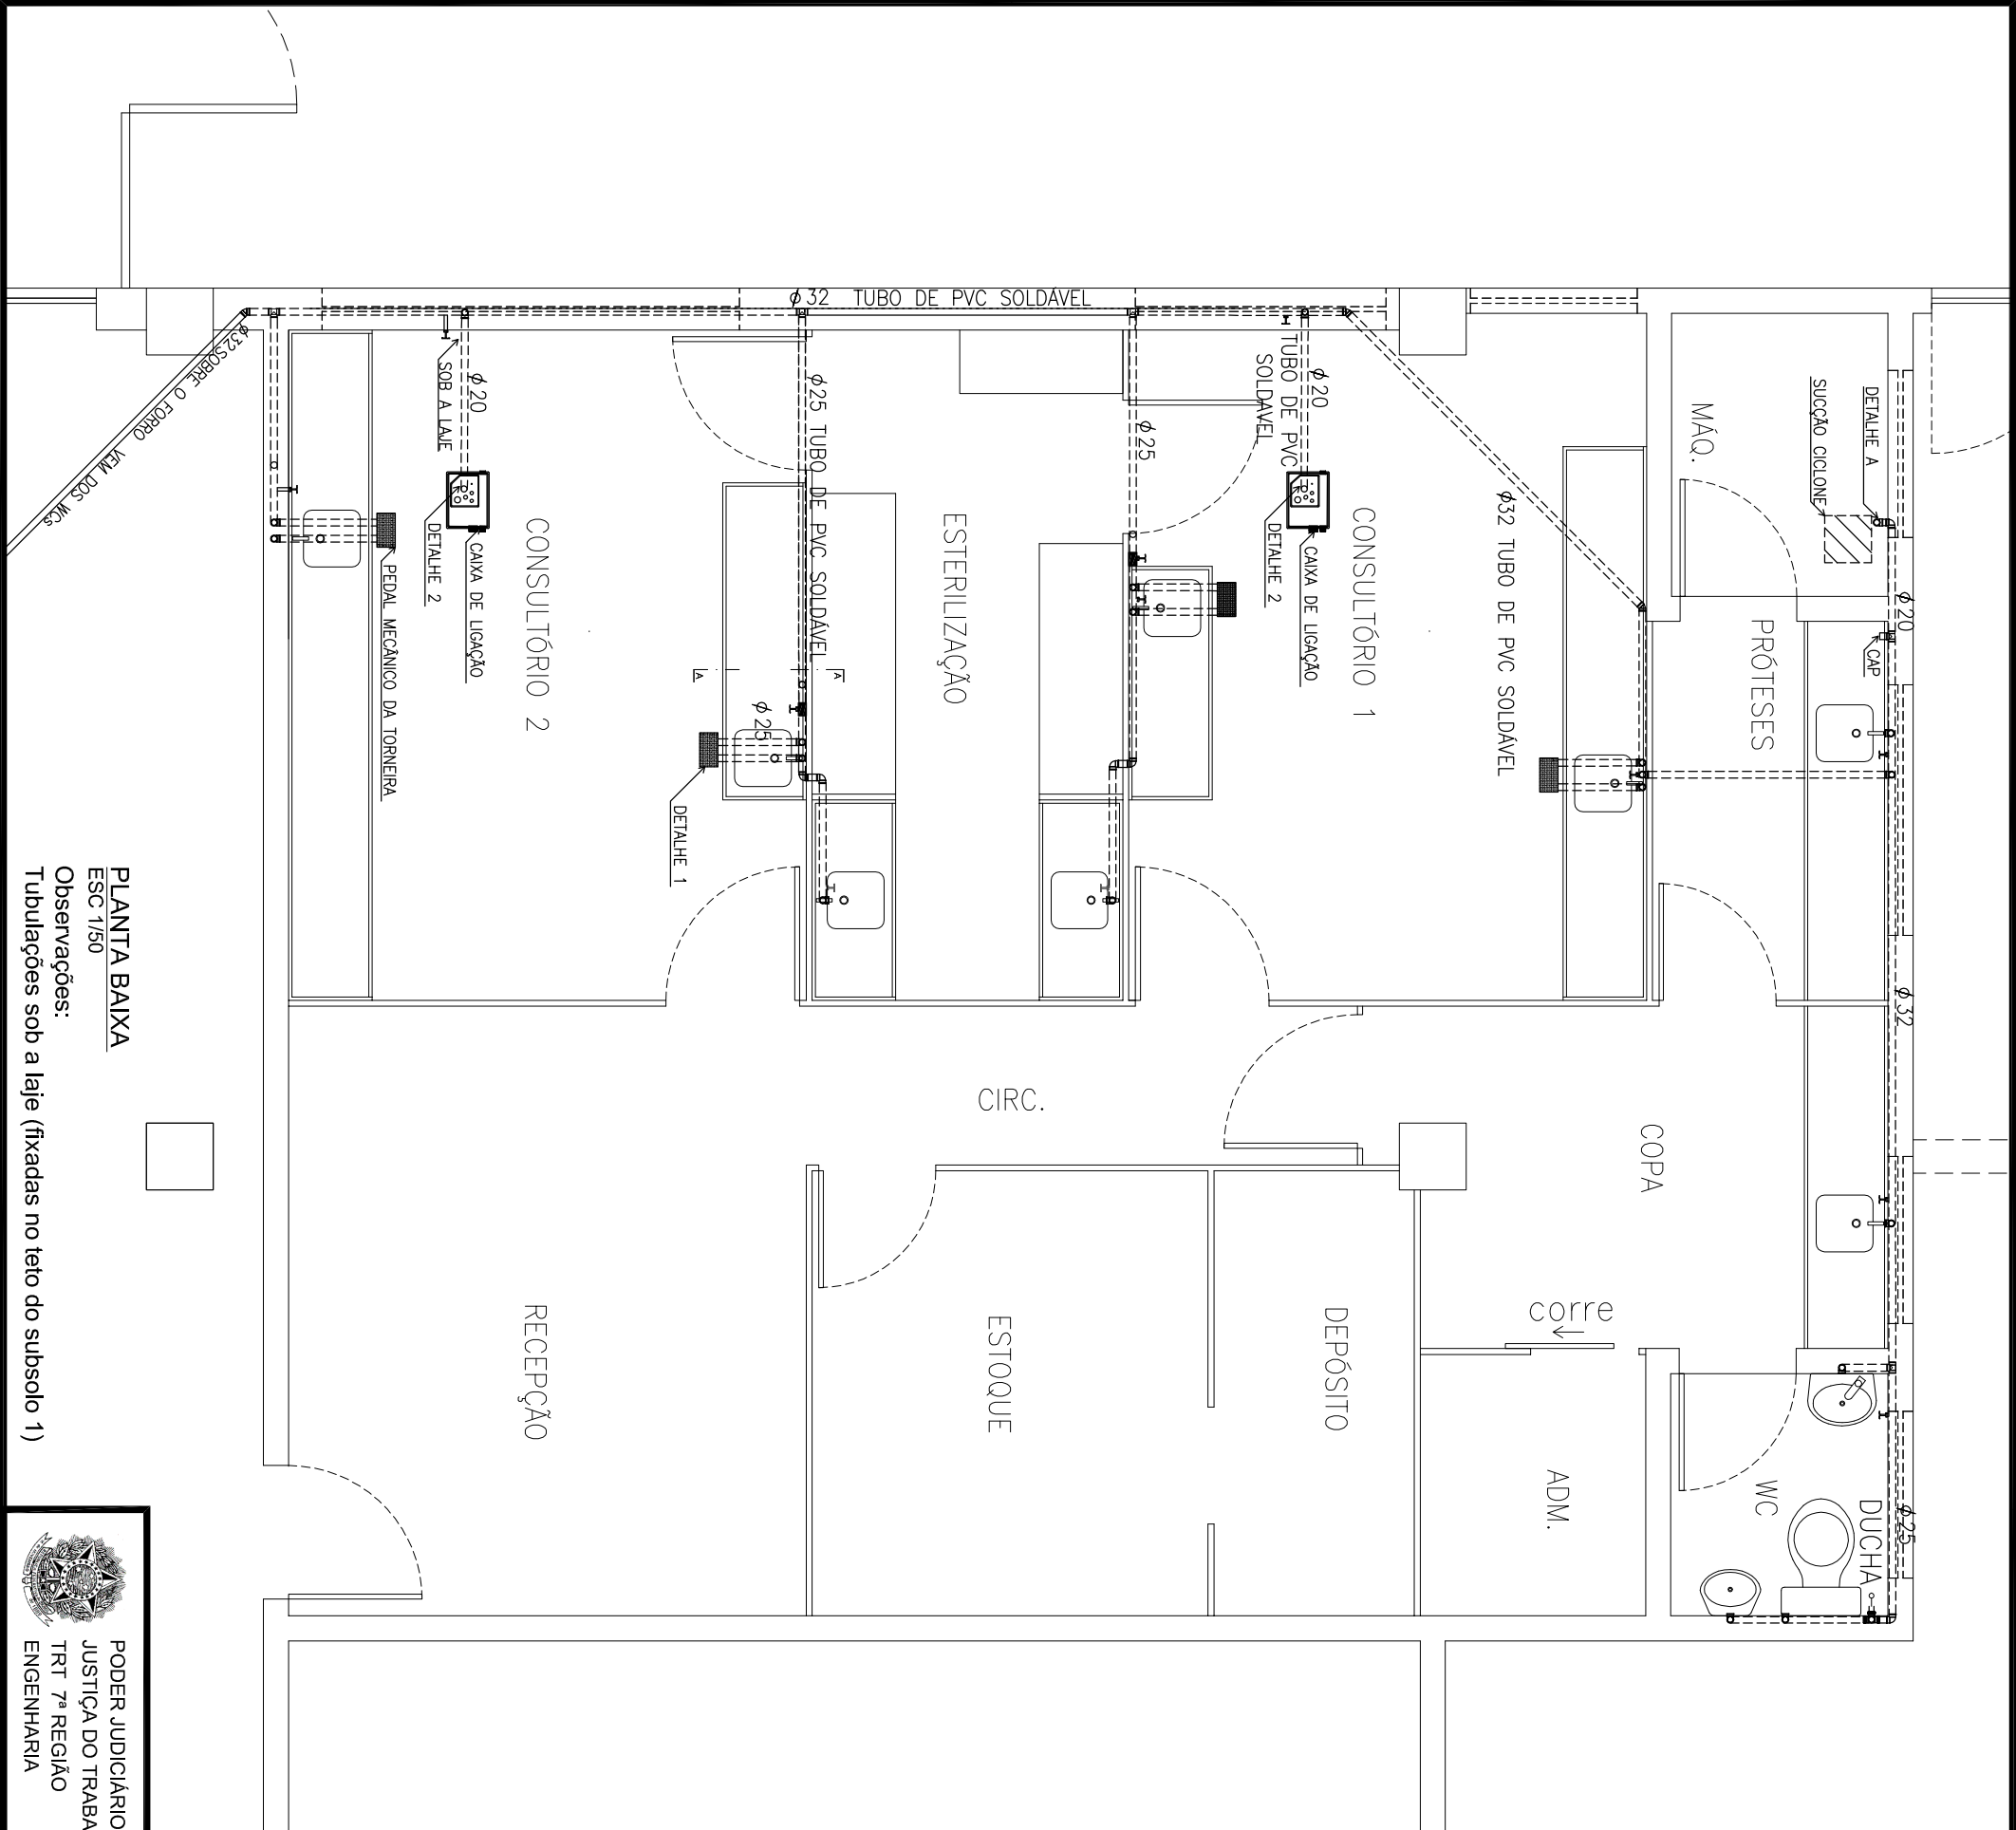 ø 32 TUBO DE PVC SOLDÁVEL
ø 32 SOBRE O FORRO VEM DOS WCs
SOB A LAJE
ø 20
ø 25 TUBO DE PVC SOLDÁVEL
ø 25
TUBO DE PVC
SOLDAVEL
ø 20
ø 32 TUBO DE PVC SOLDÁVEL
MÁQ.
SUCÇÃO CICLONE
DETALHE A
ø 20
CAP
PRÓTESES
CONSULTÓRIO 1
CAIXA DE LIGAÇÃO
DETALHE 2
ESTERILIZAÇÃO
CONSULTÓRIO 2
CAIXA DE LIGAÇÃO
DETALHE 2
PEDAL MECÂNICO DA TORNEIRA
A
A
ø 25
DETALHE 1
ø 32
CIRC.
COPA
corre
RECEPÇÃO
ESTOQUE
DEPÓSITO
ADM.
WC
DUCHA
ø 25
PLANTA BAIXA
ESC 1/50
Observações:
Tubulações sob a laje (fixadas no teto do subsolo 1)
PODER JUDICIÁRIO
JUSTIÇA DO TRABA
TRT 7ª REGIÃO
ENGENHARIA